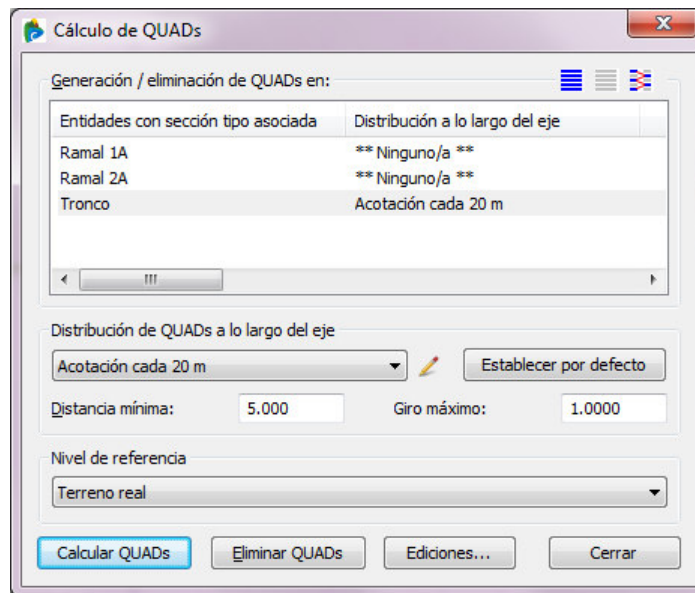 Cálculo de QUADs
Generación / eliminación de QUADs en:
Entidades con sección tipo asociada Distribución a lo largo del eje
Ramal 1A ** Ninguno/a **
Ramal 2A ** Ninguno/a **
Tronco Acotación cada 20 m
Distribución de QUADs a lo largo del eje
Acotación cada 20 m Establecer por defecto
Distancia mínima: 5.000 Giro máximo: 1.0000
Nivel de referencia
Terreno real
Calcular QUADs Eliminar QUADs Ediciones... Cerrar